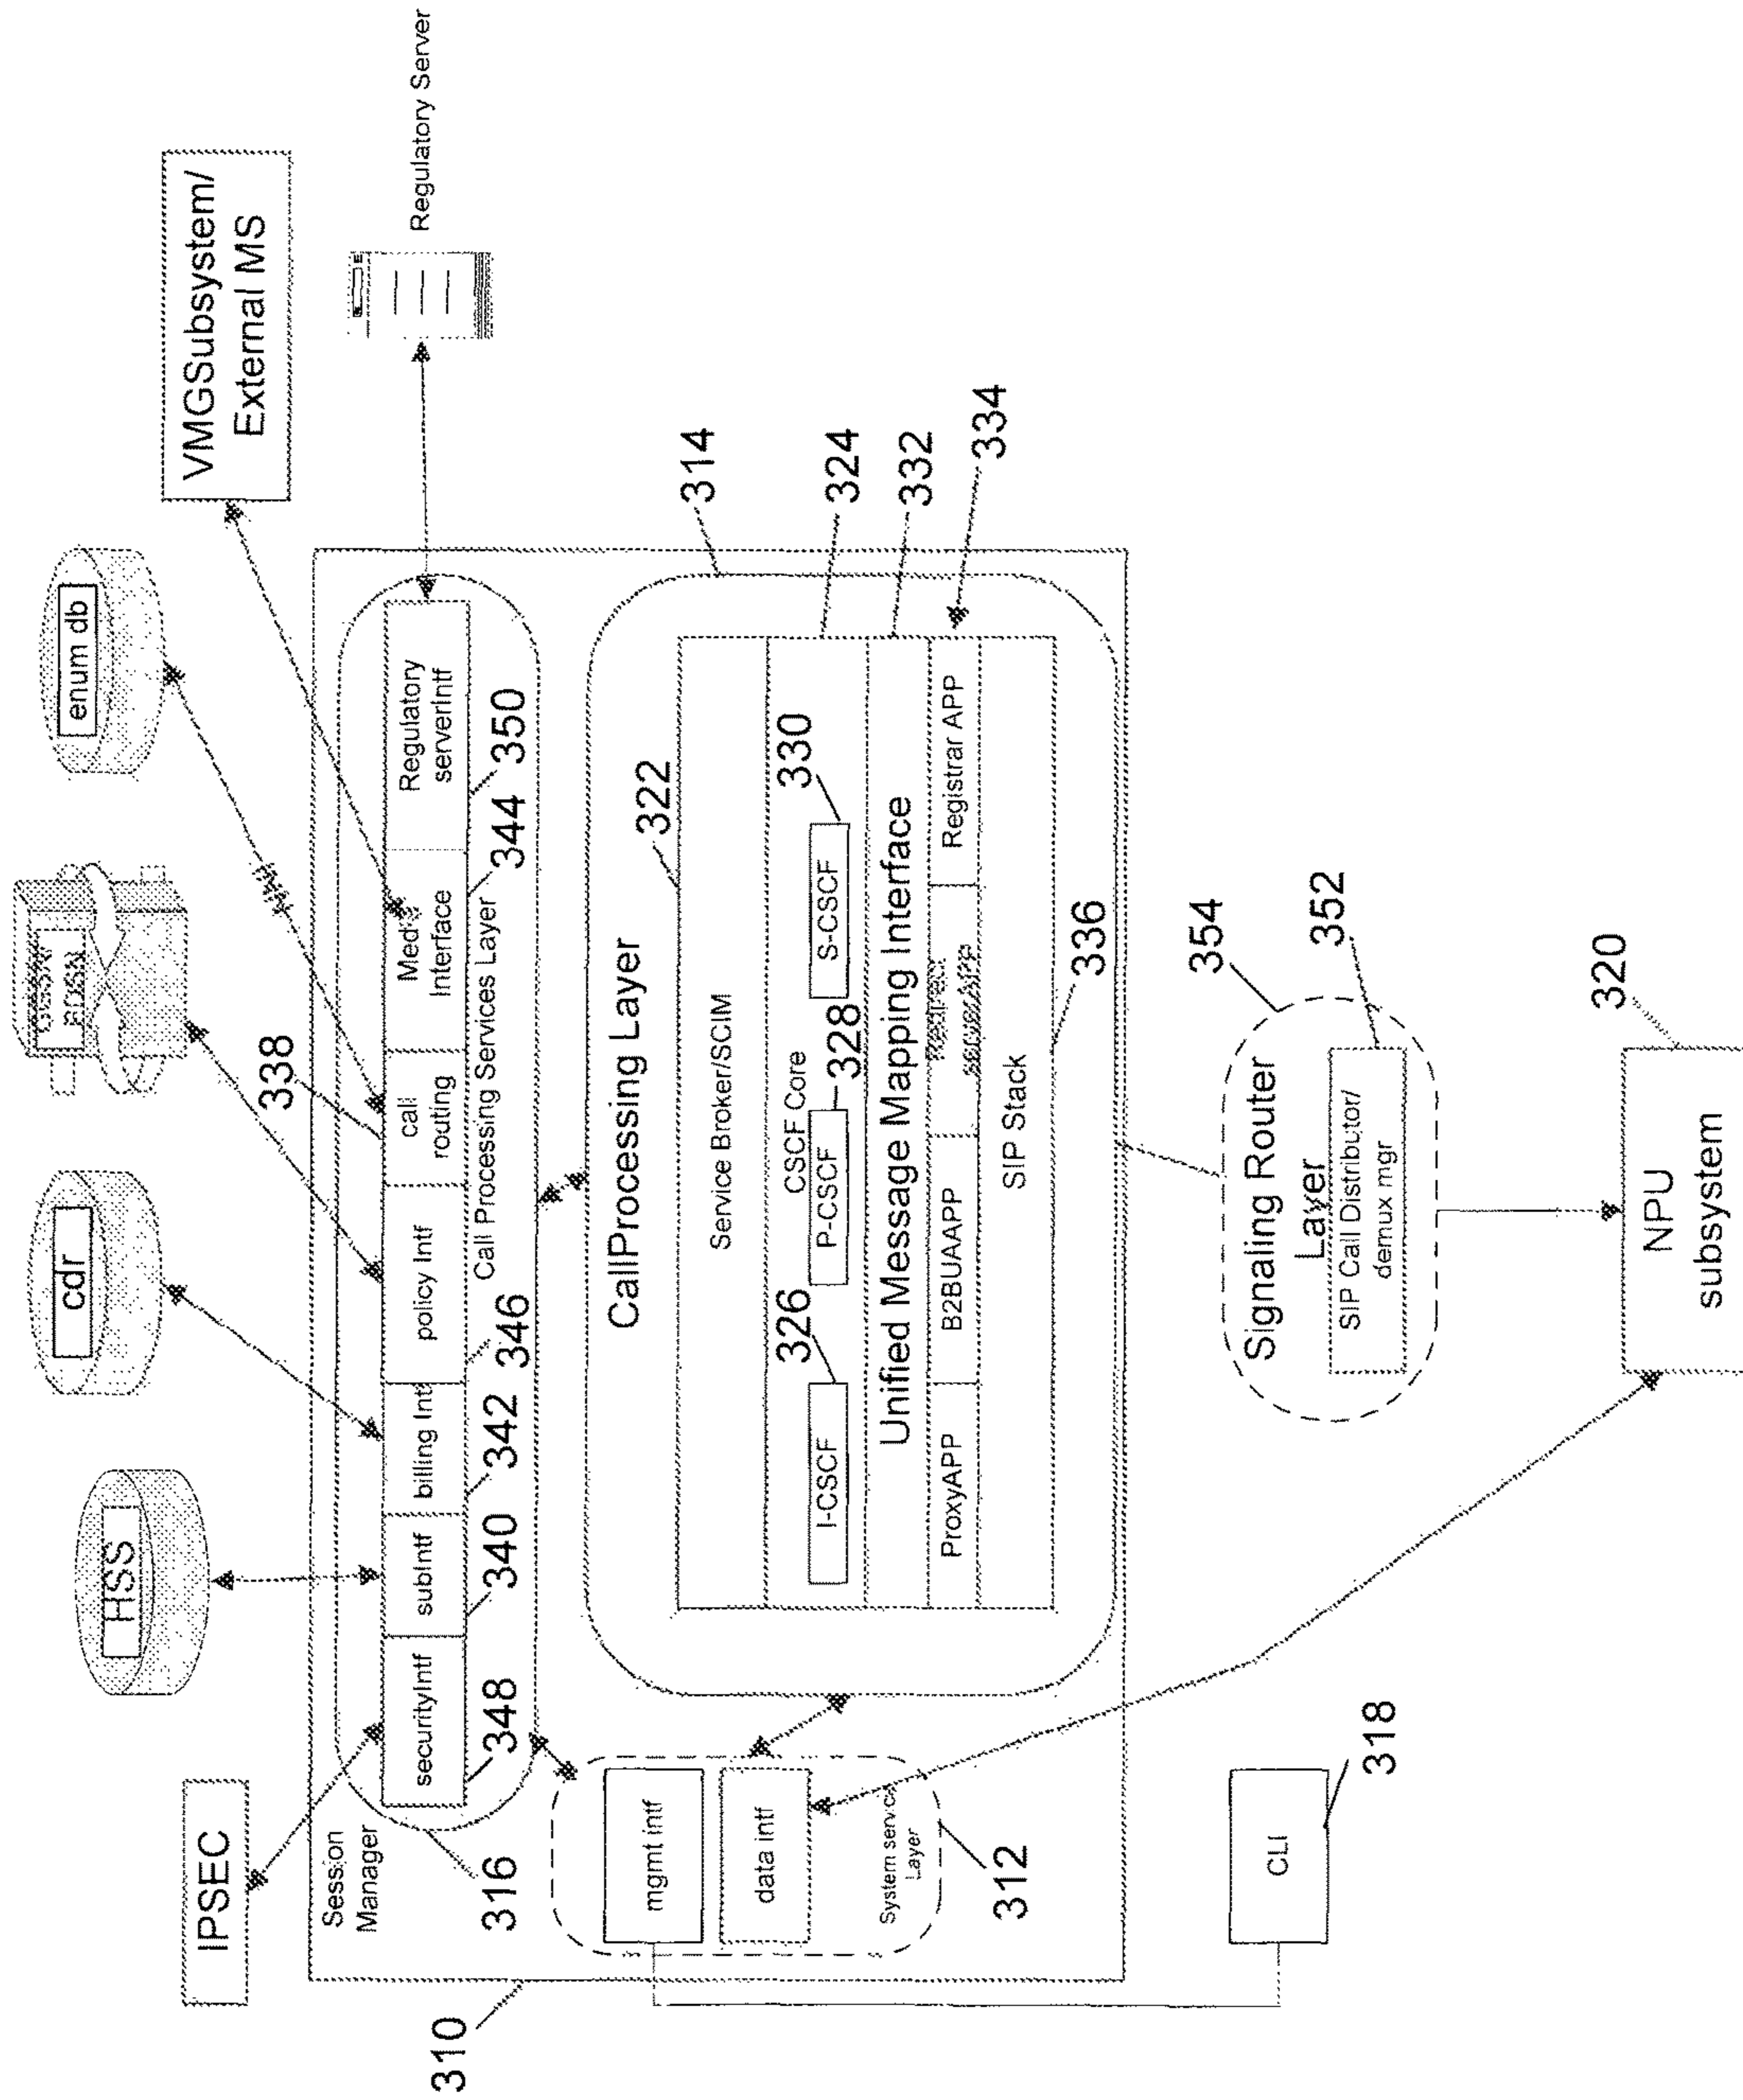 IPSEC
HSS
cdr
enum db
VMGSubsystem/
External MS
Regulatory Server
338
310
Session
Manager
316
securityIntf
subIntf
billing Intf
policy Intf
call
routing
Interface
Regulatory
serverIntf
348
340
342
346
Call Processing Services Layer
344
350
mgmt intf
data intf
System service
Layer
312
CallProcessing Layer
322
314
Service Broker/SCIM
324
CSCF Core
326
328
330
I-CSCF
P-CSCF
S-CSCF
Unified Message Mapping Interface
332
ProxyAPP
B2BUAAPP
Redirect
serverAPP
Registrar APP
334
SIP Stack
336
CLI
318
Signaling Router
Layer
354
SIP Call Distributor/
demux mgr
352
NPU
subsystem
320